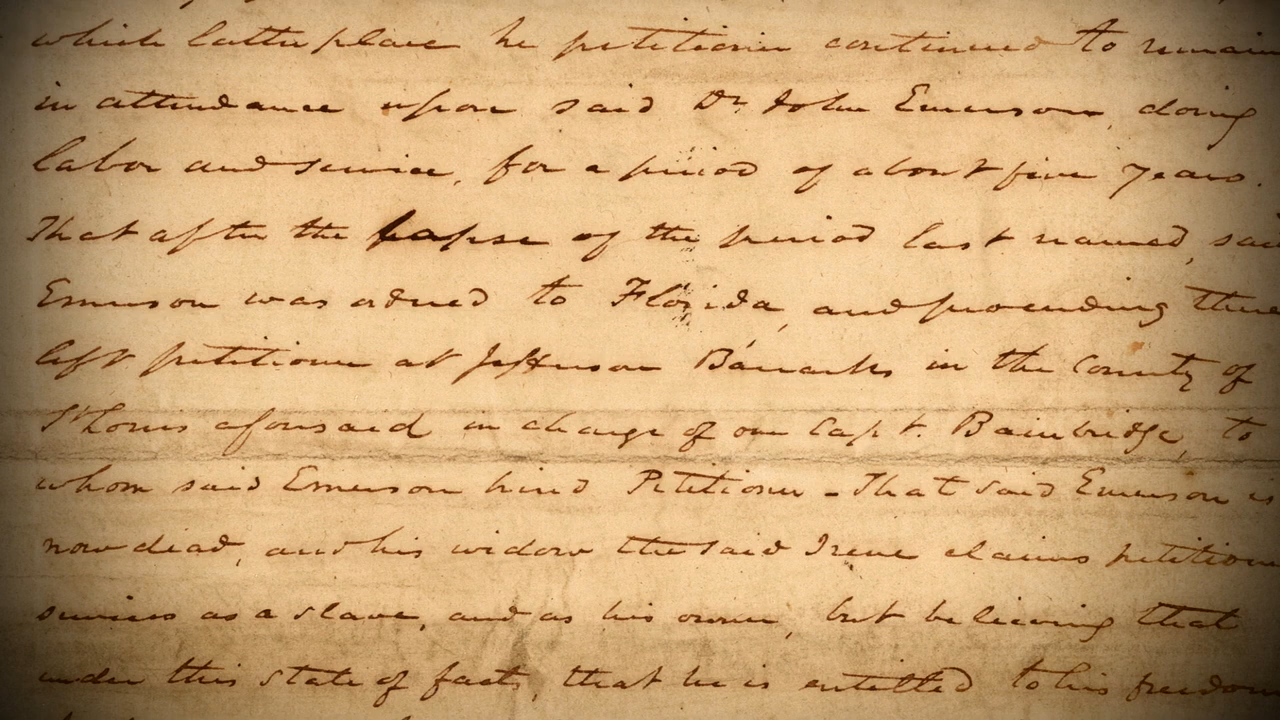 which latter place he petitioner continued to remain
in attendance upon said Dr. John Emerson, doing
labor and service, for a period of about five years.
That after the lapse of the period last named, said
Emerson was ordered to Florida, and proceeding there
left petitioner at Jefferson Barracks in the County of
St Louis aforesaid in charge of one Capt. Bainbridge, to
whom said Emerson hired Petitioner - That said Emerson is
now dead, and his widow the said Irene claims petitioners
services as a slave, and as his owner, but believing that
under this state of facts, that he is entitled to his freedom